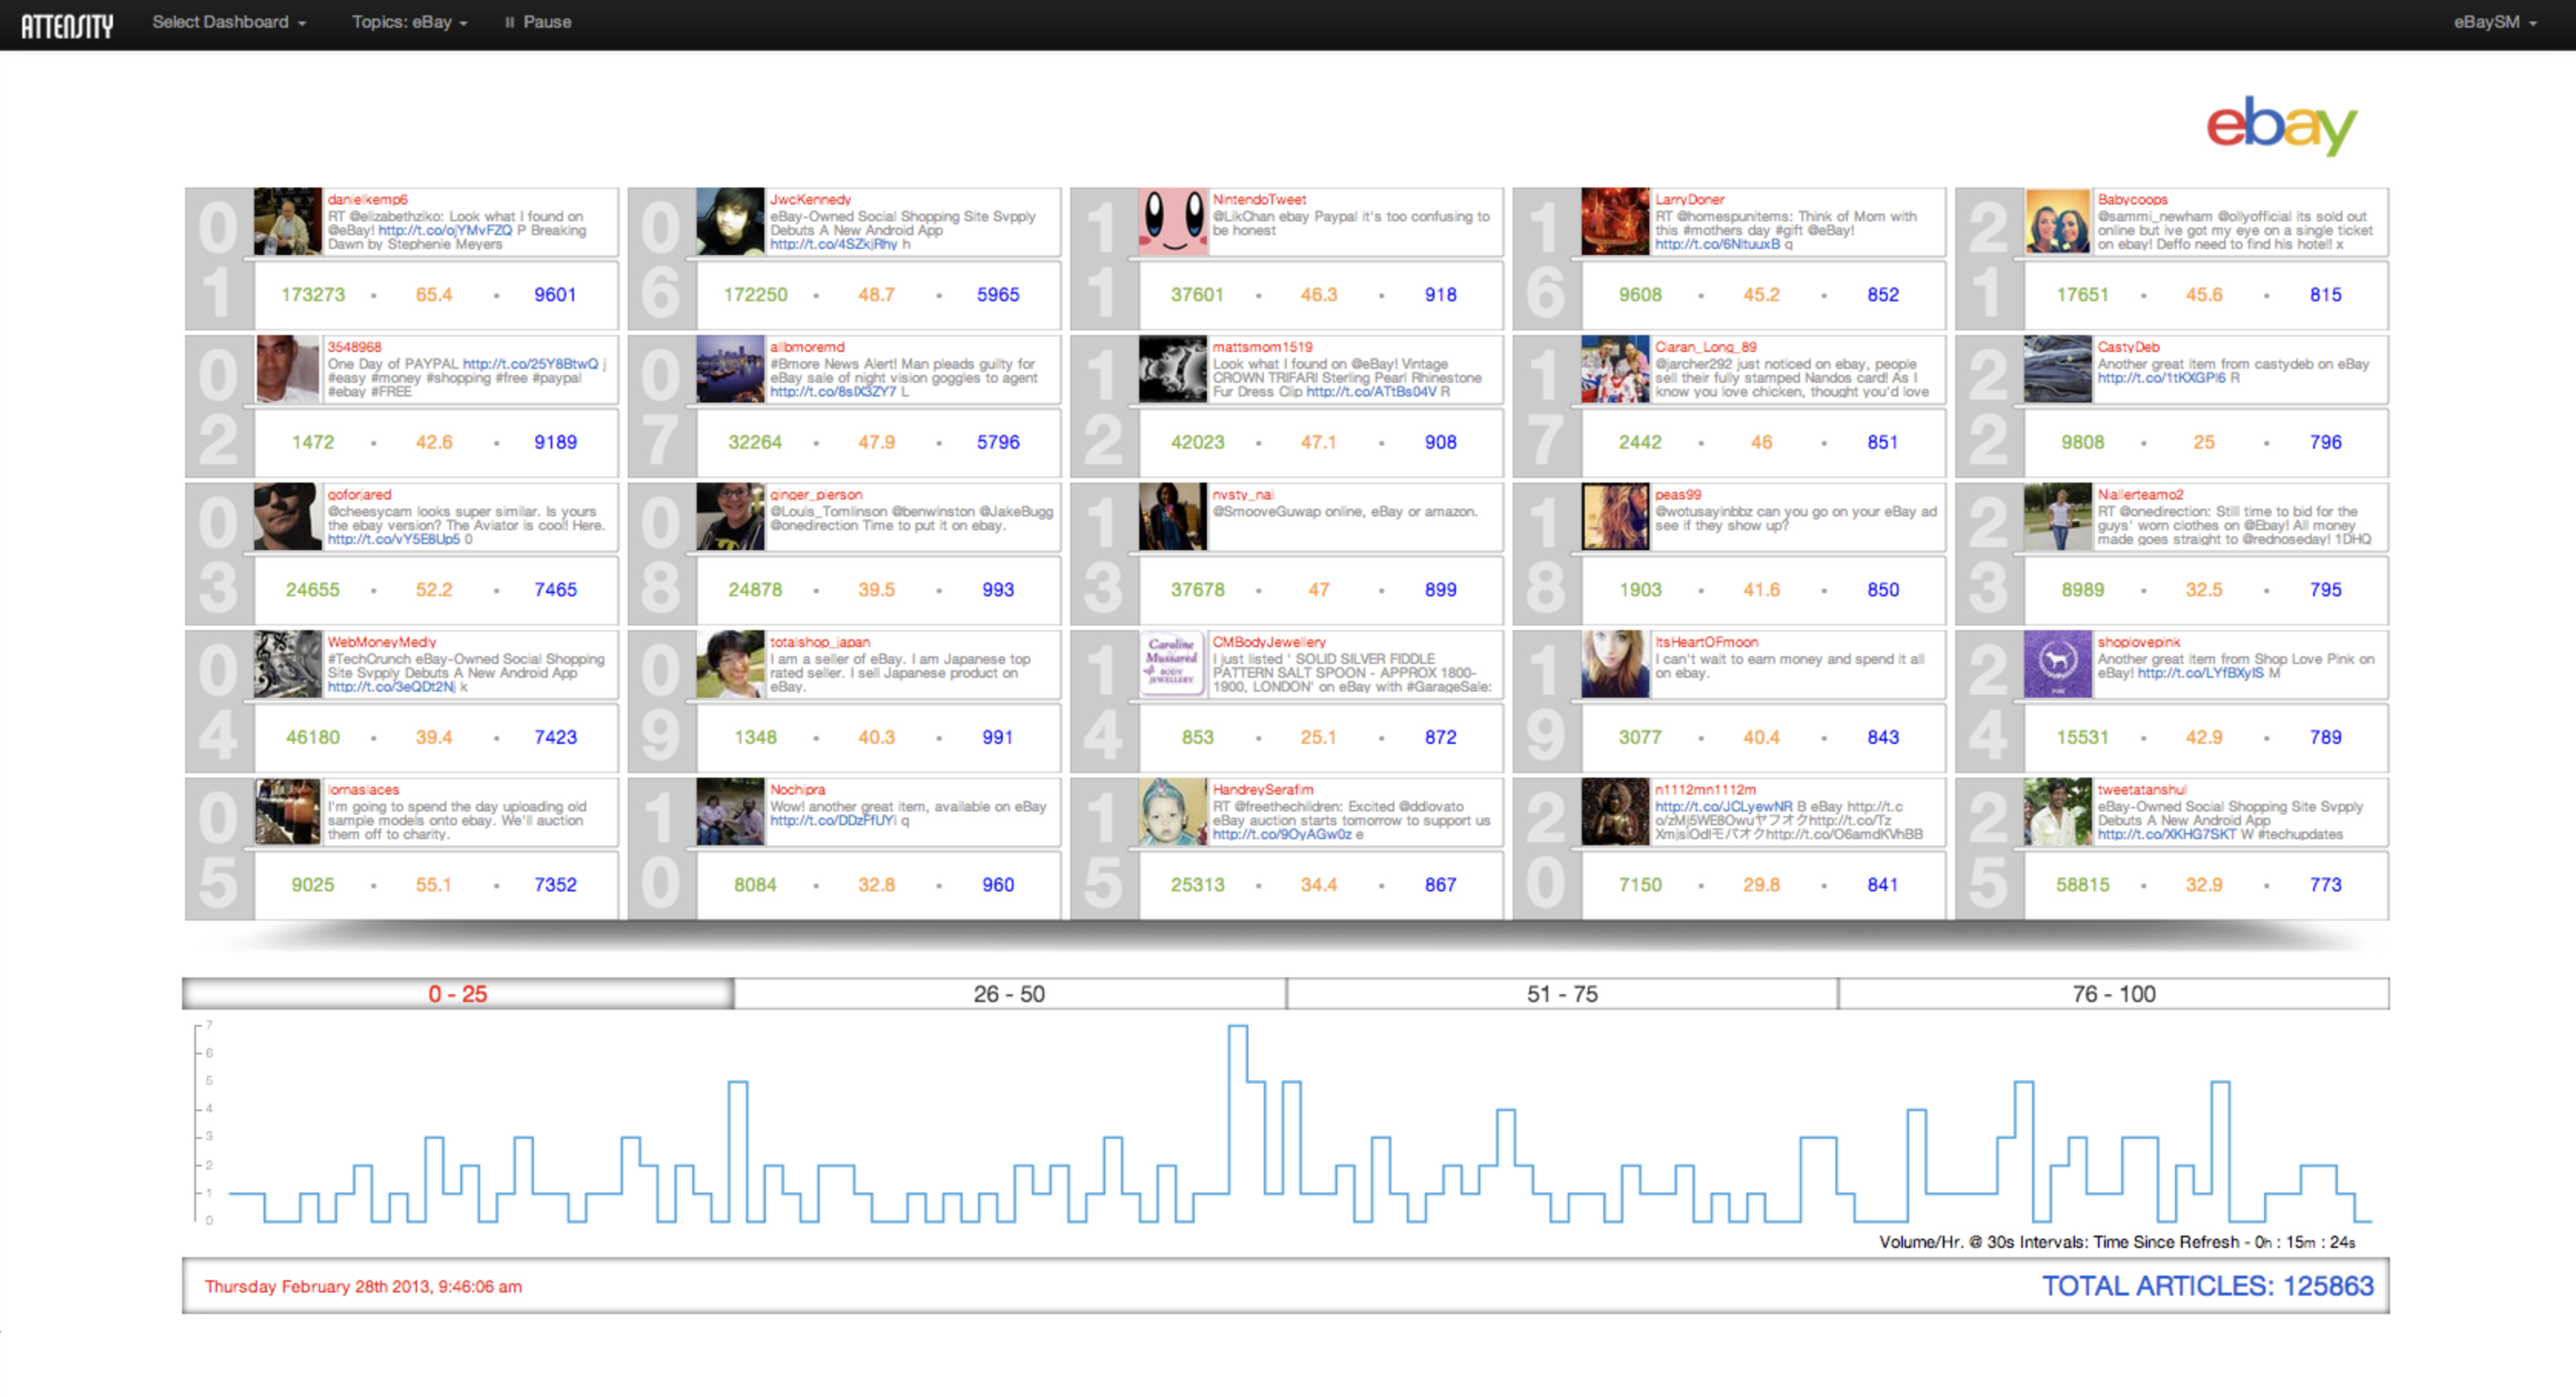 ATTENSITY Select Dashboard Topics: eBay Pause eBaySM
ebay
01
danielkemp6
RT @elizabethziko: Look what I found on
@eBay! http://t.co/ojYMvFZQ P Breaking
Dawn by Stephenie Meyers
173273 • 65.4 • 9601
06
JwcKennedy
eBay-Owned Social Shopping Site Svpply
Debuts A New Android App
http://t.co/4SZkjRhy h
172250 • 48.7 • 5965
11
NintendoTweet
@LikChan ebay Paypal it's too confusing to
be honest
37601 • 46.3 • 918
16
LarryDoner
RT @homespunitems: Think of Mom with
this #mothers day #gift @eBay!
http://t.co/6NltuuxB q
9608 • 45.2 • 852
21
Babycoops
@sammi_newham @ollyofficial its sold out
online but ive got my eye on a single ticket
on ebay! Deffo need to find his hotel! x
17651 • 45.6 • 815
02
3548968
One Day of PAYPAL http://t.co/25Y8BtwQ j
#easy #money #shopping #free #paypal
#ebay #FREE
1472 • 42.6 • 9189
07
allbmoremd
#Bmore News Alert! Man pleads guilty for
eBay sale of night vision goggles to agent
http://t.co/8slX3ZY7 L
32264 • 47.9 • 5796
12
mattsmom1519
Look what I found on @eBay! Vintage
CROWN TRIFARI Sterling Pearl Rhinestone
Fur Dress Clip http://t.co/ATtBs04V R
42023 • 47.1 • 908
17
Ciaran_Long_89
@jarcher292 just noticed on ebay, people
sell their fully stamped Nandos card! As I
know you love chicken, thought you'd love
2442 • 46 • 851
22
CastyDeb
Another great item from castydeb on eBay
http://t.co/1tKXGPl6 R
9808 • 25 • 796
03
goforjared
@cheesycam looks super similar. Is yours
the ebay version? The Aviator is cool! Here.
http://t.co/vY5E8Up5 0
24655 • 52.2 • 7465
08
ginger_pierson
@Louis_Tomlinson @benwinston @JakeBugg
@onedirection Time to put it on ebay.
24878 • 39.5 • 993
13
nvsty_nai
@SmooveGuwap online, eBay or amazon.
37678 • 47 • 899
18
peas99
@wotusayinbbz can you go on your eBay ad
see if they show up?
1903 • 41.6 • 850
23
Niallerteamo2
RT @onedirection: Still time to bid for the
guys' worn clothes on @Ebay! All money
made goes straight to @rednoseday! 1DHQ
8989 • 32.5 • 795
04
WebMoneyMedly
#TechCrunch eBay-Owned Social Shopping
Site Svpply Debuts A New Android App
http://t.co/3eQDt2Nj k
46180 • 39.4 • 7423
09
totalshop_japan
I am a seller of eBay. I am Japanese top
rated seller. I sell Japanese product on
eBay.
1348 • 40.3 • 991
14
Caroline
Mussared
BODY
JEWELLERY
CMBodyJewellery
I just listed ' SOLID SILVER FIDDLE
PATTERN SALT SPOON - APPROX 1800-
1900, LONDON' on eBay with #GarageSale:
853 • 25.1 • 872
19
ItsHeartOFmoon
I can't wait to earn money and spend it all
on ebay.
3077 • 40.4 • 843
24
PINK
shoplovepink
Another great item from Shop Love Pink on
eBay! http://t.co/LYfBXylS M
15531 • 42.9 • 789
05
lornaslaces
I'm going to spend the day uploading old
sample models onto ebay. We'll auction
them off to charity.
9025 • 55.1 • 7352
10
Nochipra
Wow! another great item, available on eBay
http://t.co/DDzFfUYi q
8084 • 32.8 • 960
15
HandreySerafim
RT @freethechildren: Excited @ddlovato
eBay auction starts tomorrow to support us
http://t.co/9OyAGw0z e
25313 • 34.4 • 867
20
n1112mn1112m
http://t.co/JCLyewNR B eBay http://t.c
o/zMj5WE8Owuヤフオクhttp://t.co/Tz
XmjslOdlモバオクhttp://t.co/O6amdKVhBB
7150 • 29.8 • 841
25
tweetatanshul
eBay-Owned Social Shopping Site Svpply
Debuts A New Android App
http://t.co/XKHG7SKT W #techupdates
58815 • 32.9 • 773
0 - 25 26 - 50 51 - 75 76 - 100
7
6
5
4
3
2
1
0
Volume/Hr. @ 30s Intervals: Time Since Refresh - 0h : 15m : 24s
Thursday February 28th 2013, 9:46:06 am TOTAL ARTICLES: 125863